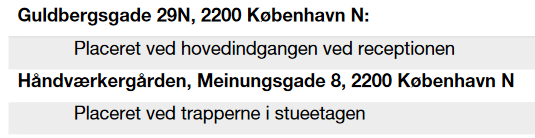 Guldbergsgade 29N, 2200 København N:
Placeret ved hovedindgangen ved receptionen
Håndværkergården, Meinungsgade 8, 2200 København N
Placeret ved trapperne i stueetagen